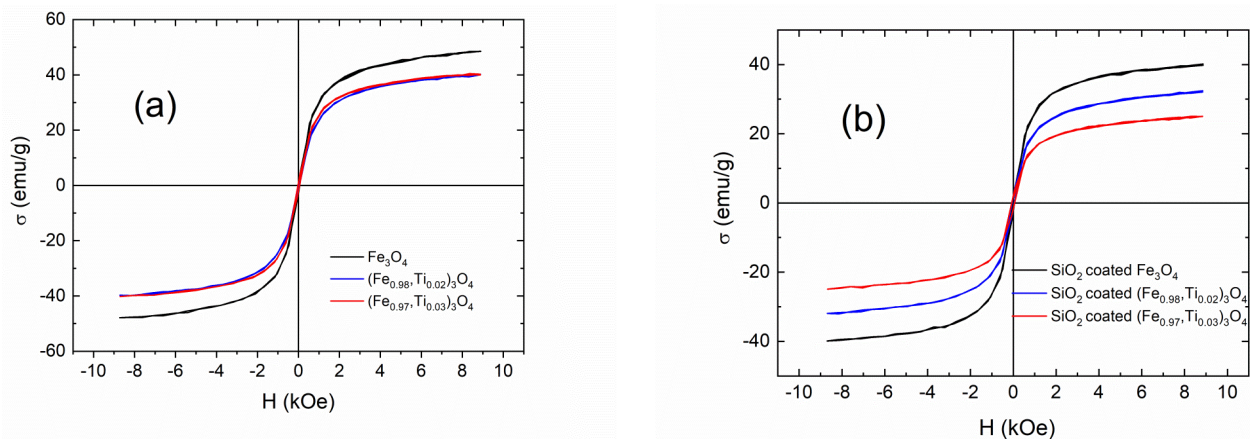 60
40
20
0
-20
-40
-60
σ (emu/g)
(a)
Fe₃O₄
(Fe₀.₉₈,Ti₀.₀₂)₃O₄
(Fe₀.₉₇,Ti₀.₀₃)₃O₄
-10 -8 -6 -4 -2 0 2 4 6 8 10
H (kOe)
40
20
0
-20
-40
σ (emu/g)
(b)
SiO₂ coated Fe₃O₄
SiO₂ coated (Fe₀.₉₈,Ti₀.₀₂)₃O₄
SiO₂ coated (Fe₀.₉₇,Ti₀.₀₃)₃O₄
-10 -8 -6 -4 -2 0 2 4 6 8 10
H (kOe)